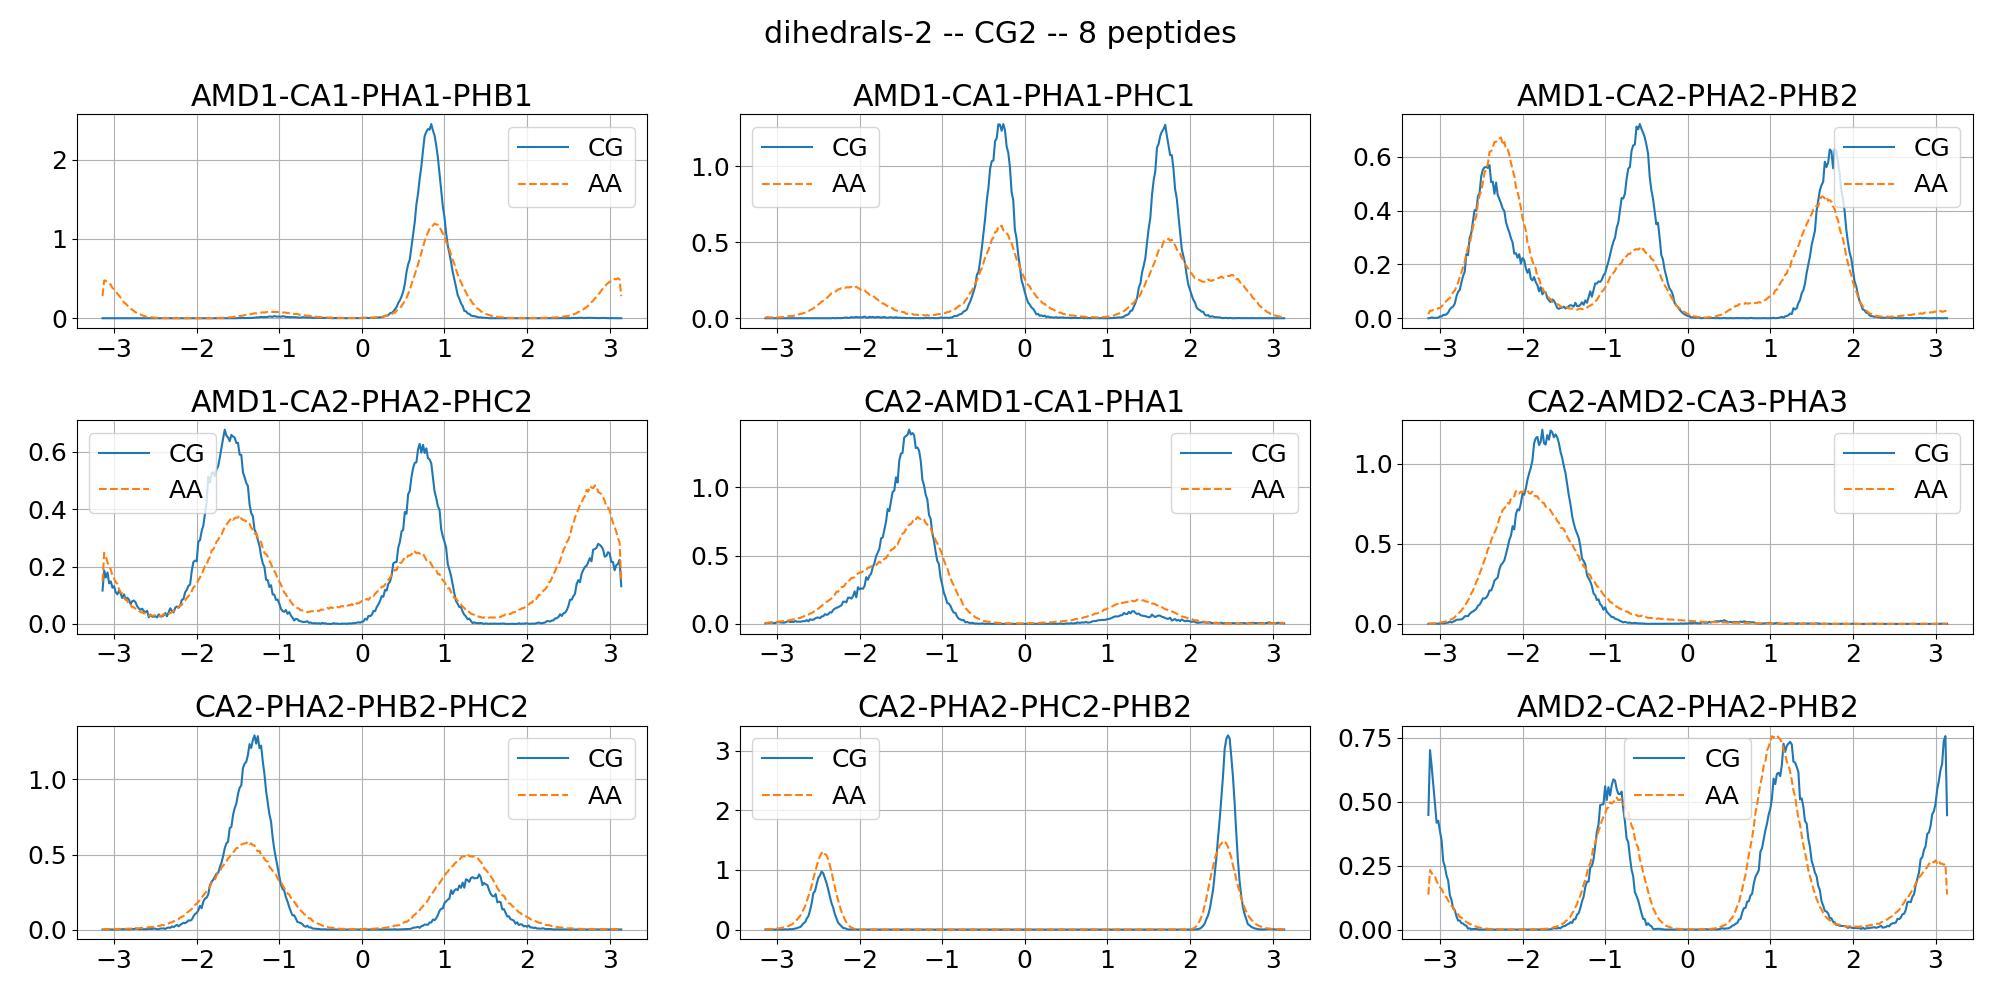 dihedrals-2 -- CG2 -- 8 peptides
AMD1-CA1-PHA1-PHB1
CG
AA
2
1
0
−3 −2 −1 0 1 2 3
AMD1-CA1-PHA1-PHC1
CG
AA
1.0
0.5
0.0
−3 −2 −1 0 1 2 3
AMD1-CA2-PHA2-PHB2
CG
AA
0.6
0.4
0.2
0.0
−3 −2 −1 0 1 2 3
AMD1-CA2-PHA2-PHC2
CG
AA
0.6
0.4
0.2
0.0
−3 −2 −1 0 1 2 3
CA2-AMD1-CA1-PHA1
CG
AA
1.0
0.5
0.0
−3 −2 −1 0 1 2 3
CA2-AMD2-CA3-PHA3
CG
AA
1.0
0.5
0.0
−3 −2 −1 0 1 2 3
CA2-PHA2-PHB2-PHC2
CG
AA
1.0
0.5
0.0
−3 −2 −1 0 1 2 3
CA2-PHA2-PHC2-PHB2
CG
AA
3
2
1
0
−3 −2 −1 0 1 2 3
AMD2-CA2-PHA2-PHB2
CG
AA
0.75
0.50
0.25
0.00
−3 −2 −1 0 1 2 3